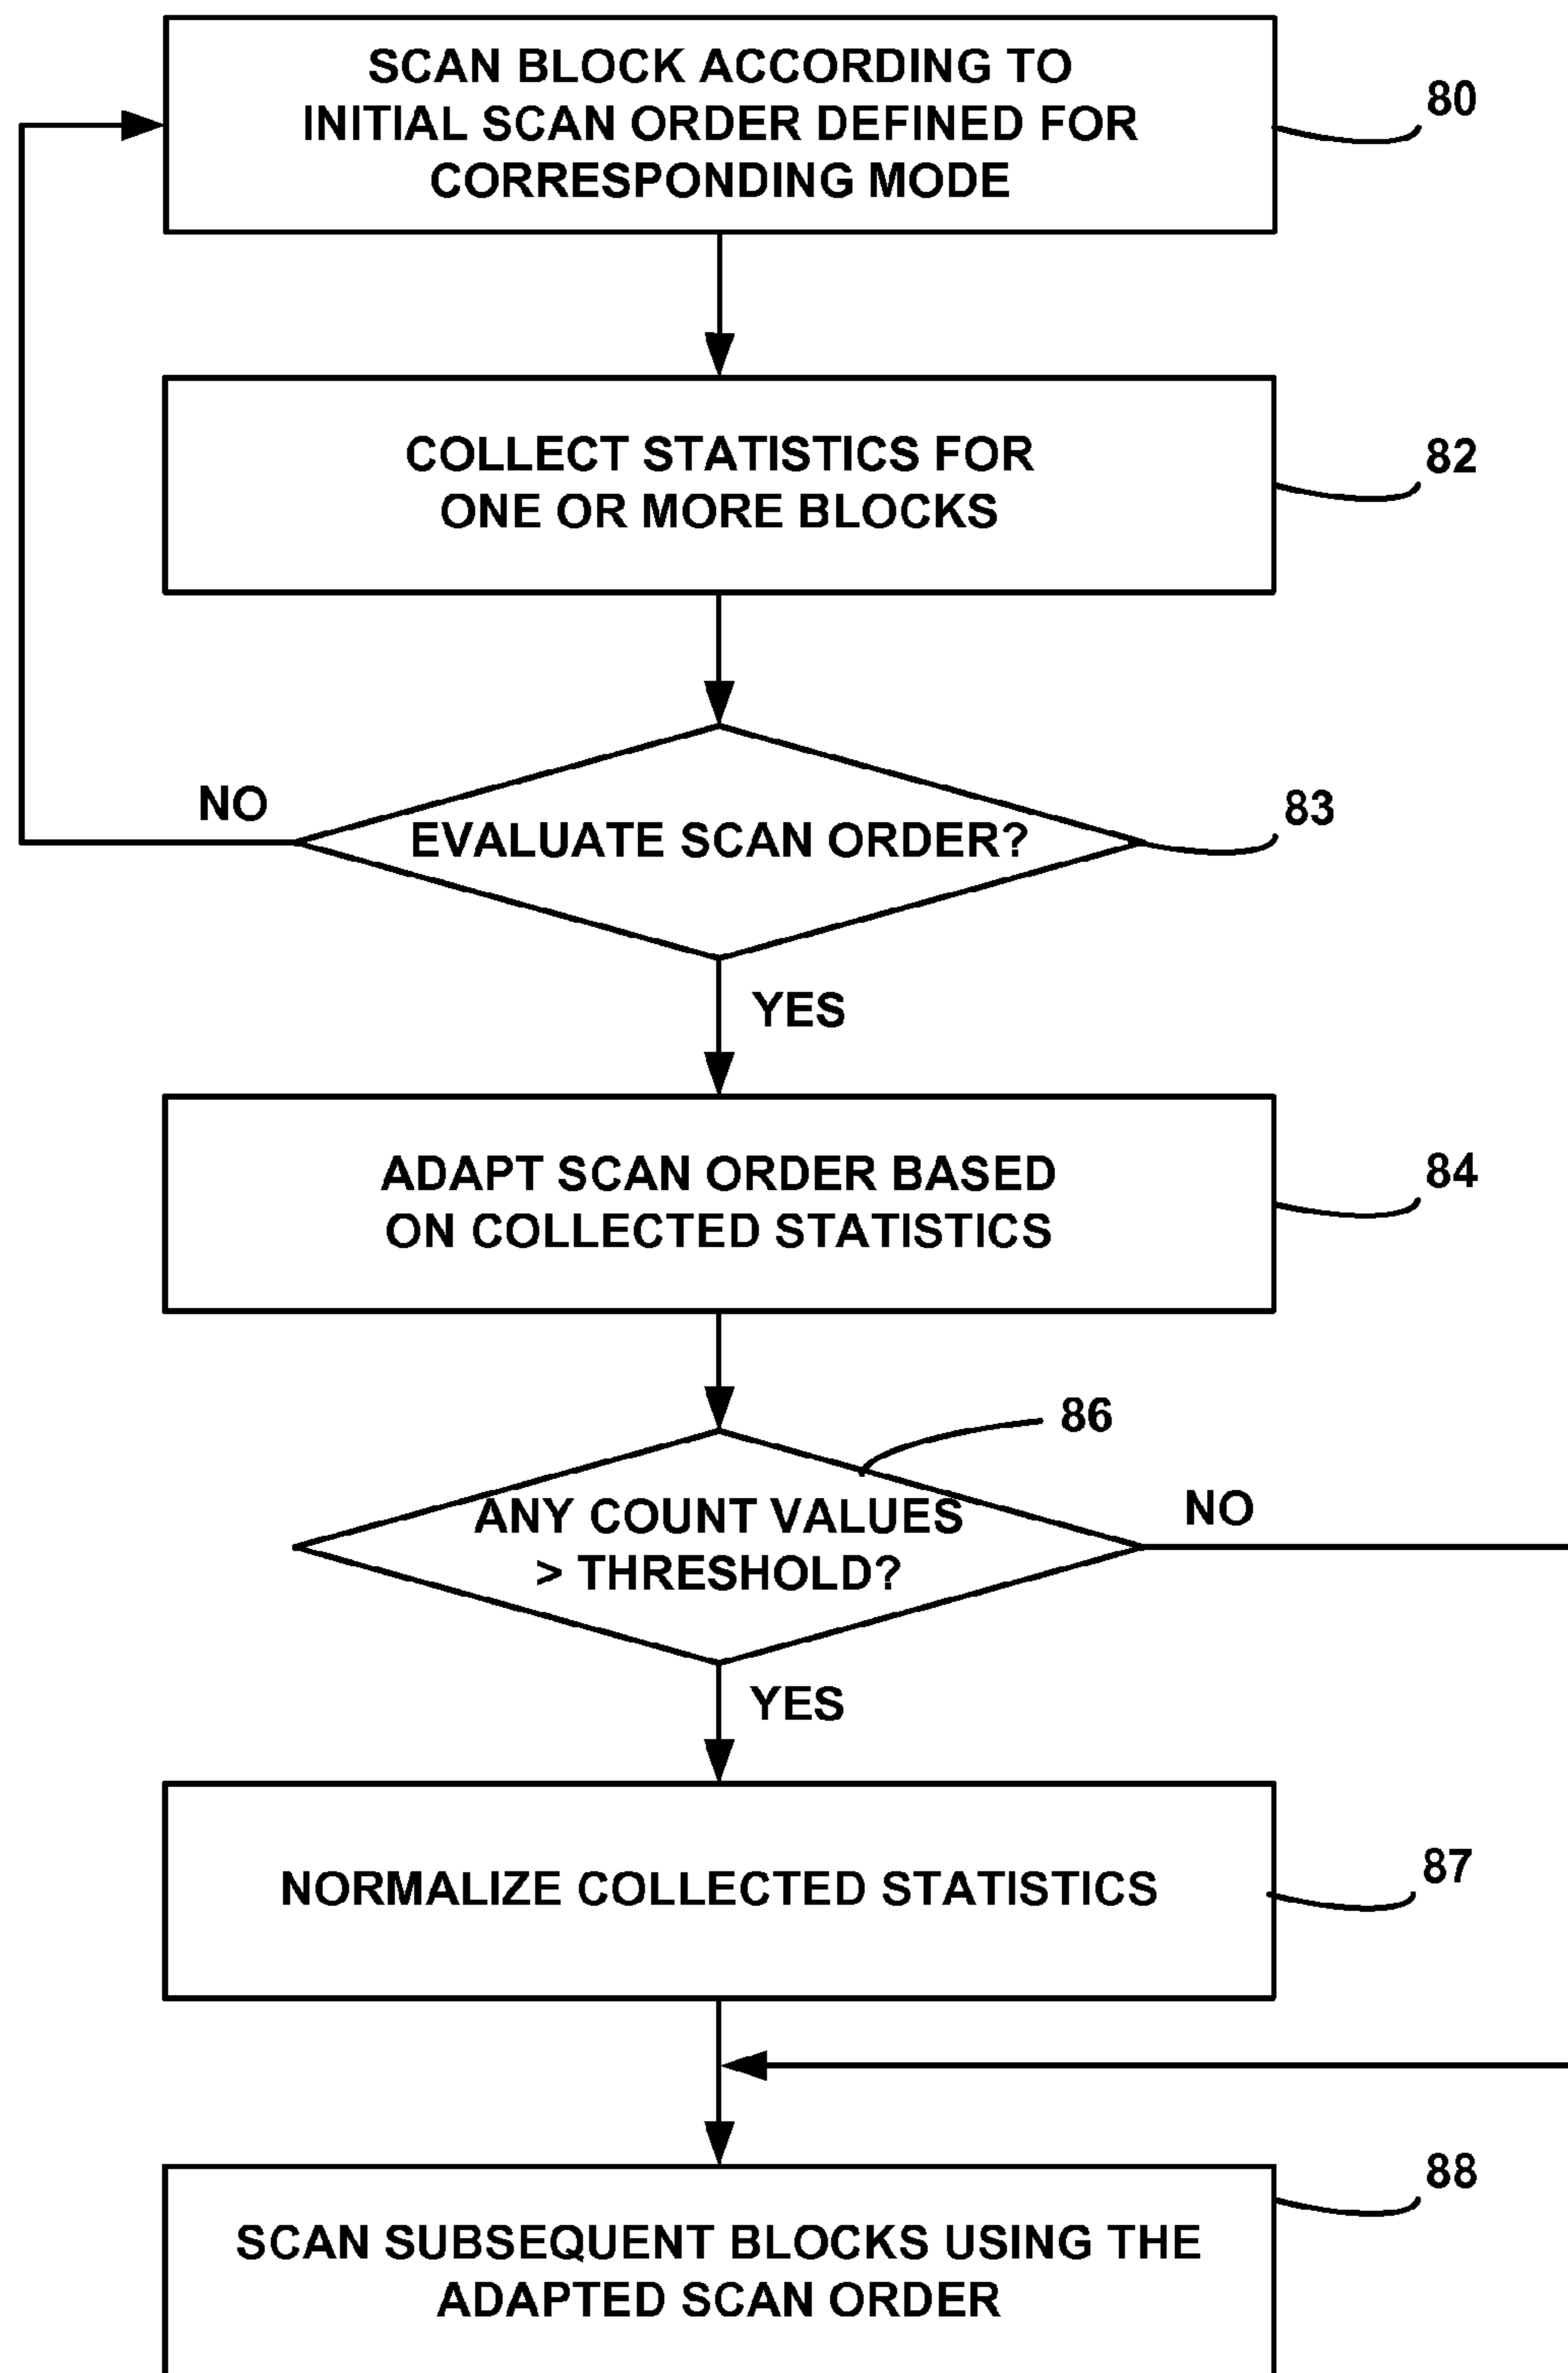 SCAN BLOCK ACCORDING TO
INITIAL SCAN ORDER DEFINED FOR
CORRESPONDING MODE
80
COLLECT STATISTICS FOR
ONE OR MORE BLOCKS
82
NO
EVALUATE SCAN ORDER?
83
YES
ADAPT SCAN ORDER BASED
ON COLLECTED STATISTICS
84
86
ANY COUNT VALUES
> THRESHOLD?
NO
YES
NORMALIZE COLLECTED STATISTICS
87
88
SCAN SUBSEQUENT BLOCKS USING THE
ADAPTED SCAN ORDER